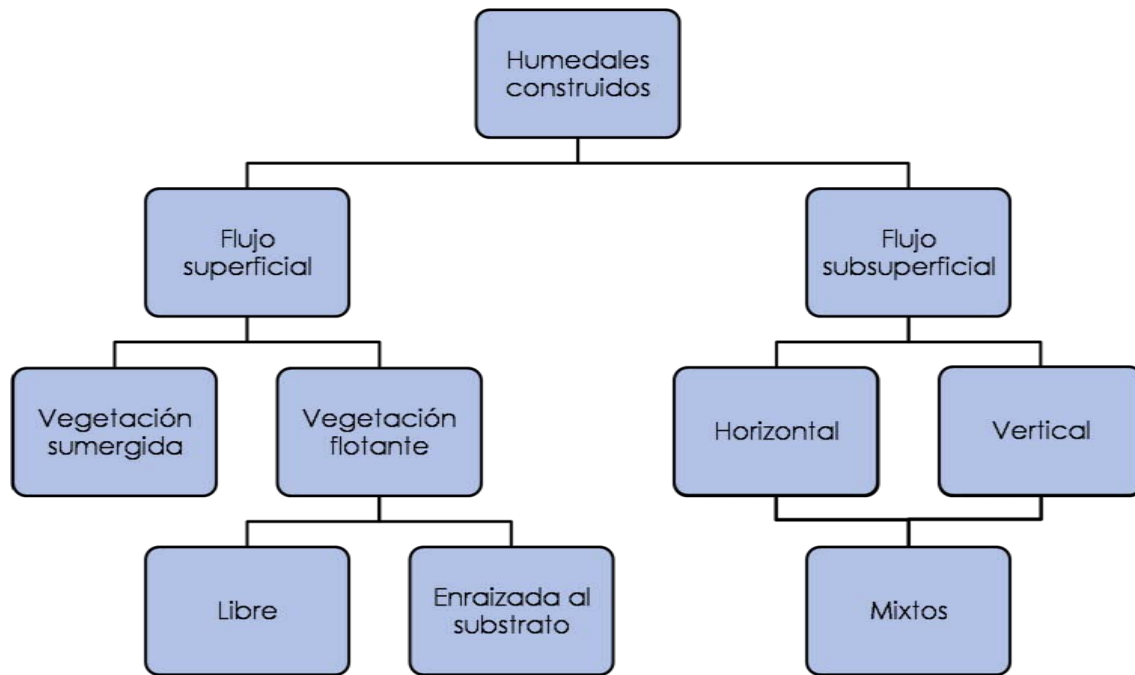 Humedales
construidos
Flujo
superficial
Flujo
subsuperficial
Vegetación
sumergida
Vegetación
flotante
Horizontal
Vertical
Libre
Enraizada al
substrato
Mixtos